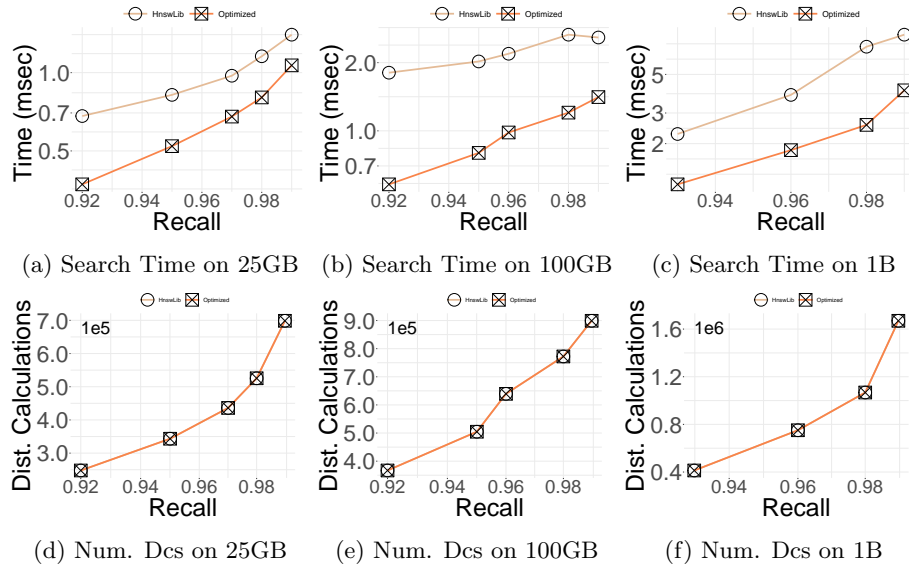 HnswLib Optimized
HnswLib Optimized
HnswLib Optimized
Time (msec)
1.0
0.7
0.5
0.92 0.94 0.96 0.98
Recall
Time (msec)
2.0
1.0
0.7
0.92 0.94 0.96 0.98
Recall
Time (msec)
5
3
2
0.94 0.96 0.98
Recall
(a) Search Time on 25GB
(b) Search Time on 100GB
(c) Search Time on 1B
HnswLib Optimized
HnswLib Optimized
HnswLib Optimized
Dist. Calculations
1e5
7.0
6.0
5.0
4.0
3.0
0.92 0.94 0.96 0.98
Recall
Dist. Calculations
1e5
9.0
8.0
7.0
6.0
5.0
4.0
0.92 0.94 0.96 0.98
Recall
Dist. Calculations
1e6
1.6
1.2
0.8
0.4
0.94 0.96 0.98
Recall
(d) Num. Dcs on 25GB
(e) Num. Dcs on 100GB
(f) Num. Dcs on 1B